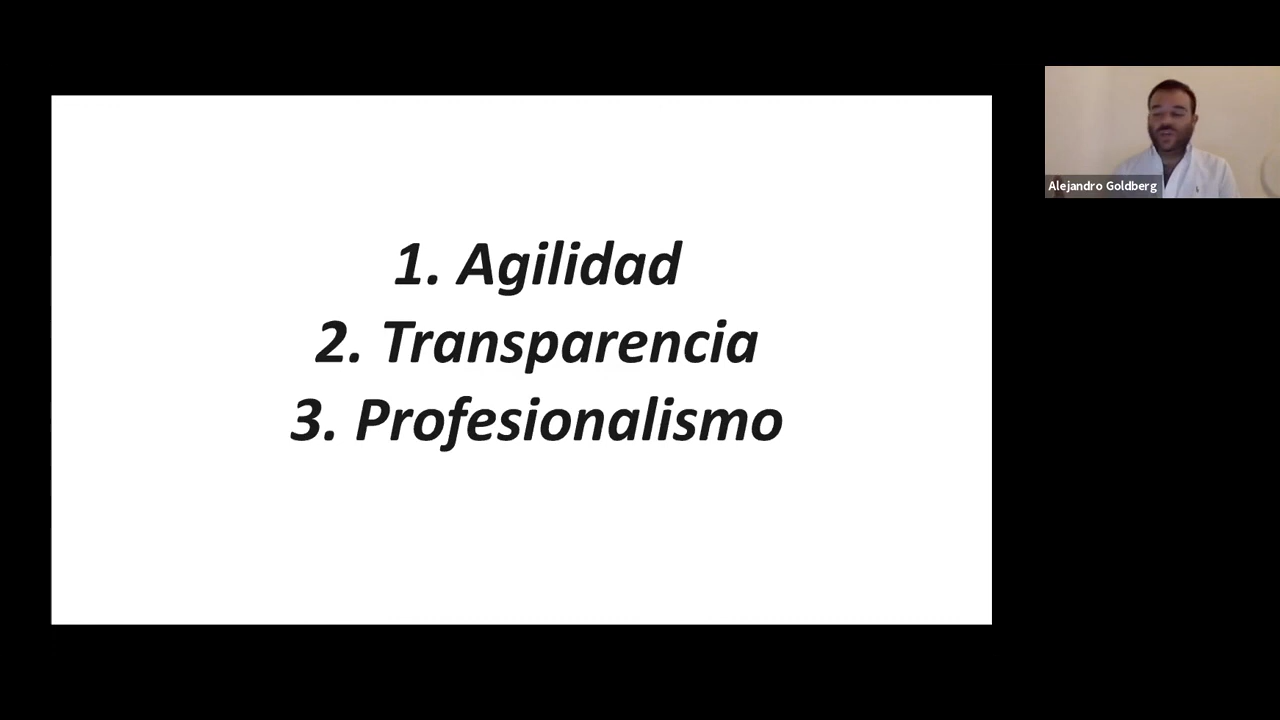 1. Agilidad
2. Transparencia
3. Profesionalismo
Alejandro Goldberg